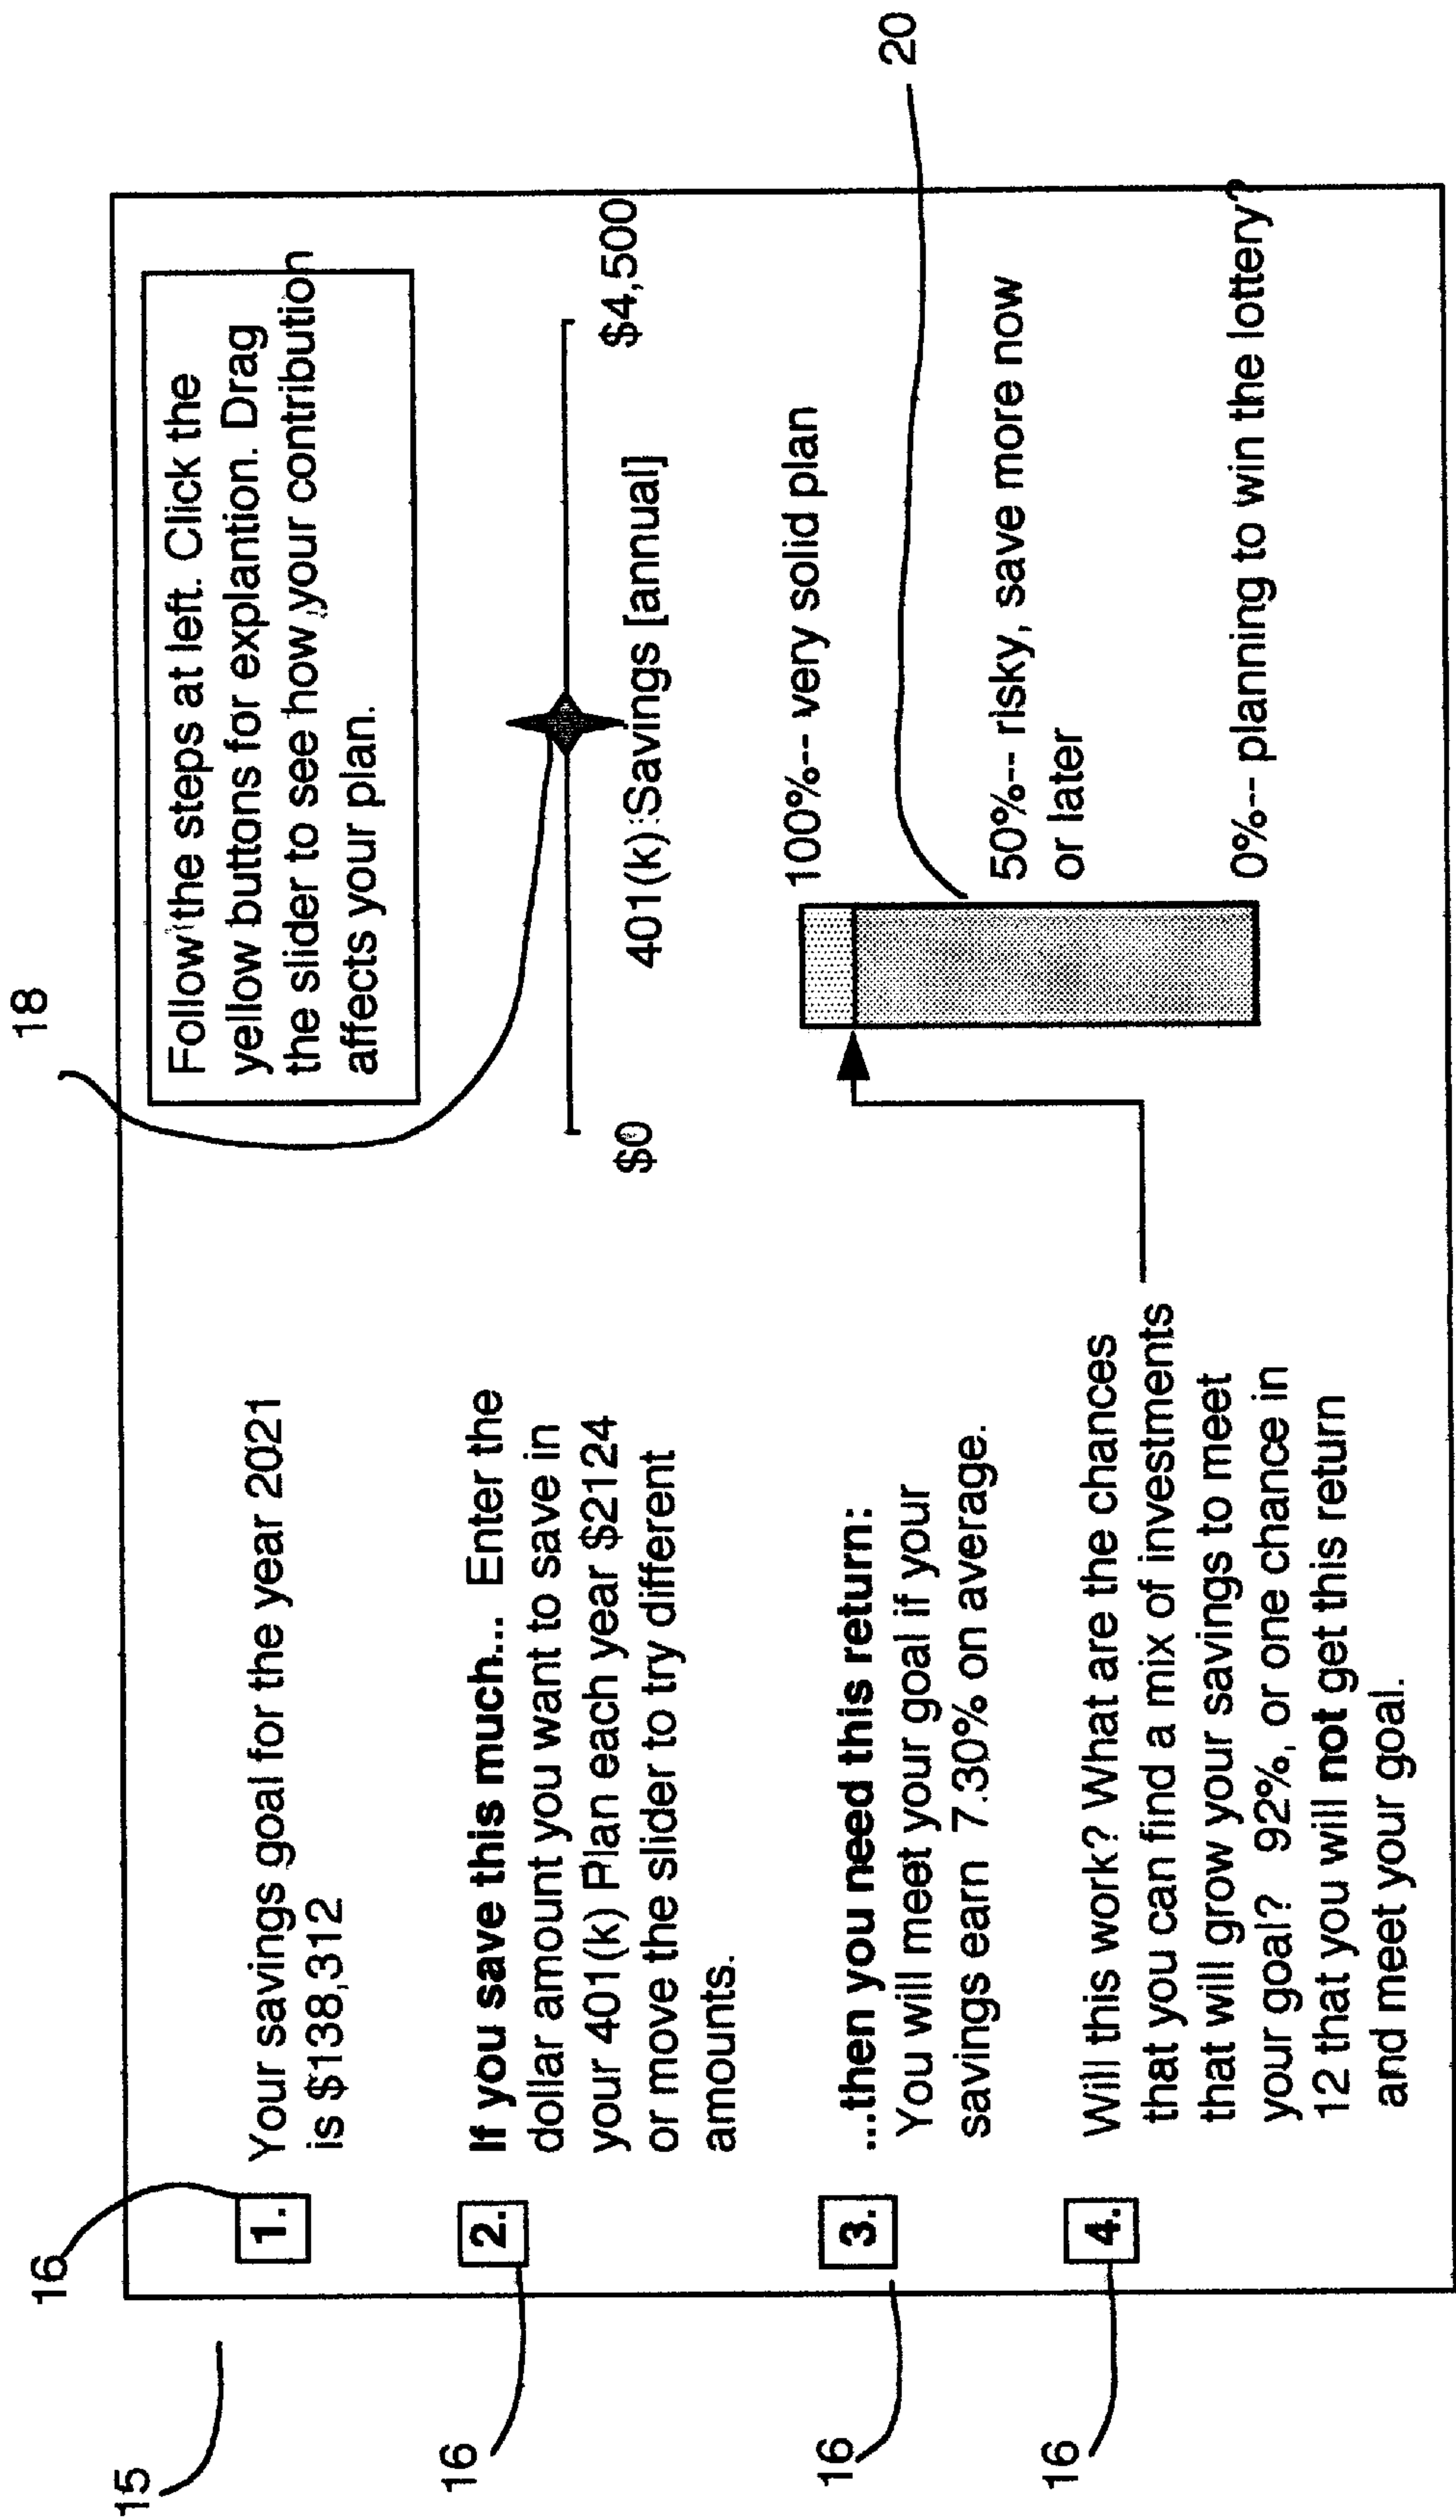 15
16
16
16
16
18
20
1. Your savings goal for the year 2021
is $138,312
2. If you save this much... Enter the
dollar amount you want to save in
your 401(k) Plan each year $2124
or move the slider to try different
amounts.
3. ...then you need this return:
You will meet your goal if your
savings earn 7.30% on average.
4. Will this work? What are the chances
that you can find a mix of investments
that will grow your savings to meet
your goal? 92%, or one chance in
12 that you will not get this return
and meet your goal.
Follow the steps at left. Click the
yellow buttons for explantion. Drag
the slider to see how your contribution
affects your plan.
$0
$4,500
401(k) Savings [annual]
100%-- very solid plan
50%-- risky, save more now
or later
0%-- planning to win the lottery?